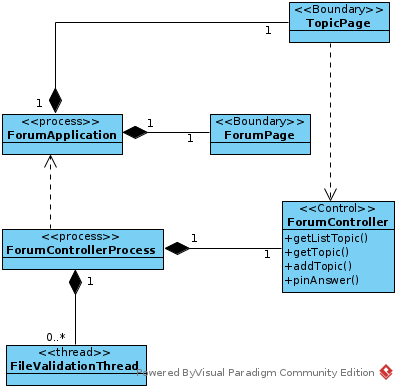 <<Boundary>>
TopicPage
1
1
<<process>>
ForumApplication
1
1
<<Boundary>>
ForumPage
<<Control>>
ForumController
+getListTopic()
+getTopic()
+addTopic()
+pinAnswer()
<<process>>
ForumControllerProcess
1
1
1
0..*
<<thread>>
FileValidationThread
Powered ByVisual Paradigm Community Edition